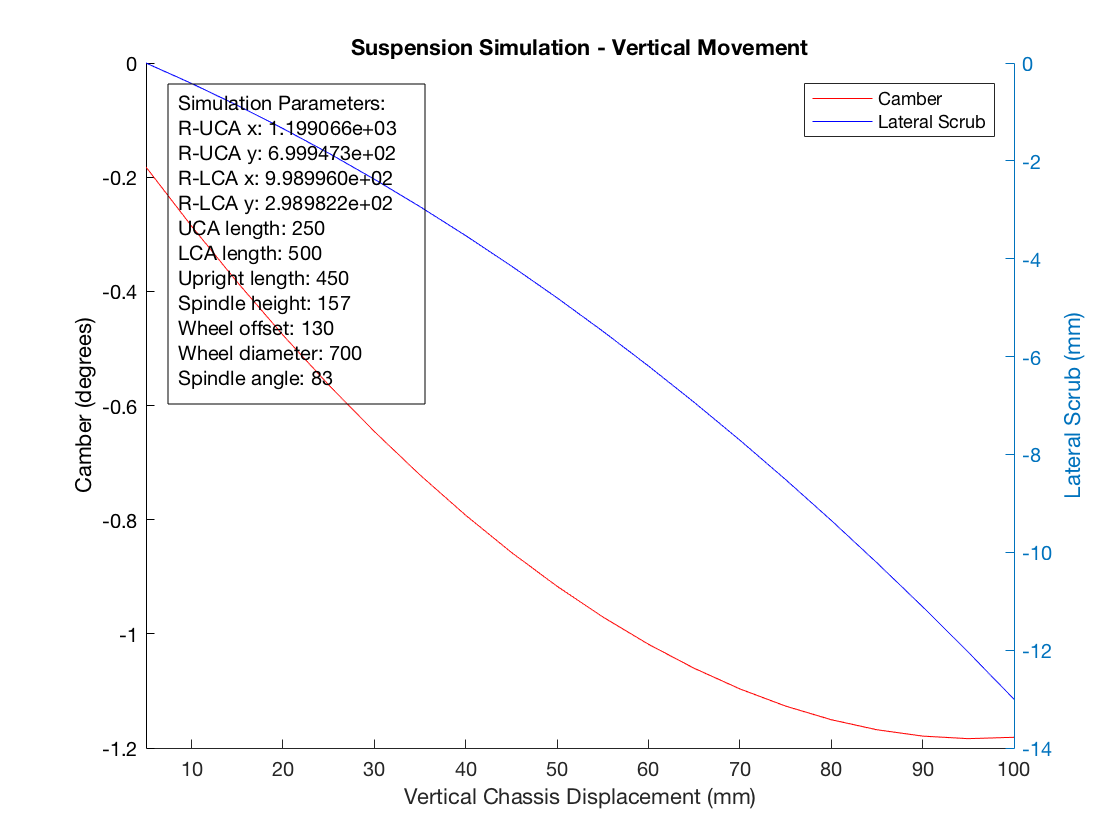 Suspension Simulation - Vertical Movement
Simulation Parameters:
R-UCA x: 1.199066e+03
R-UCA y: 6.999473e+02
R-LCA x: 9.989960e+02
R-LCA y: 2.989822e+02
UCA length: 250
LCA length: 500
Upright length: 450
Spindle height: 157
Wheel offset: 130
Wheel diameter: 700
Spindle angle: 83
Camber
Lateral Scrub
Camber (degrees)
0
-0.2
-0.4
-0.6
-0.8
-1
-1.2
0
-2
-4
-6
-8
-10
-12
-14
Lateral Scrub (mm)
10 20 30 40 50 60 70 80 90 100
Vertical Chassis Displacement (mm)